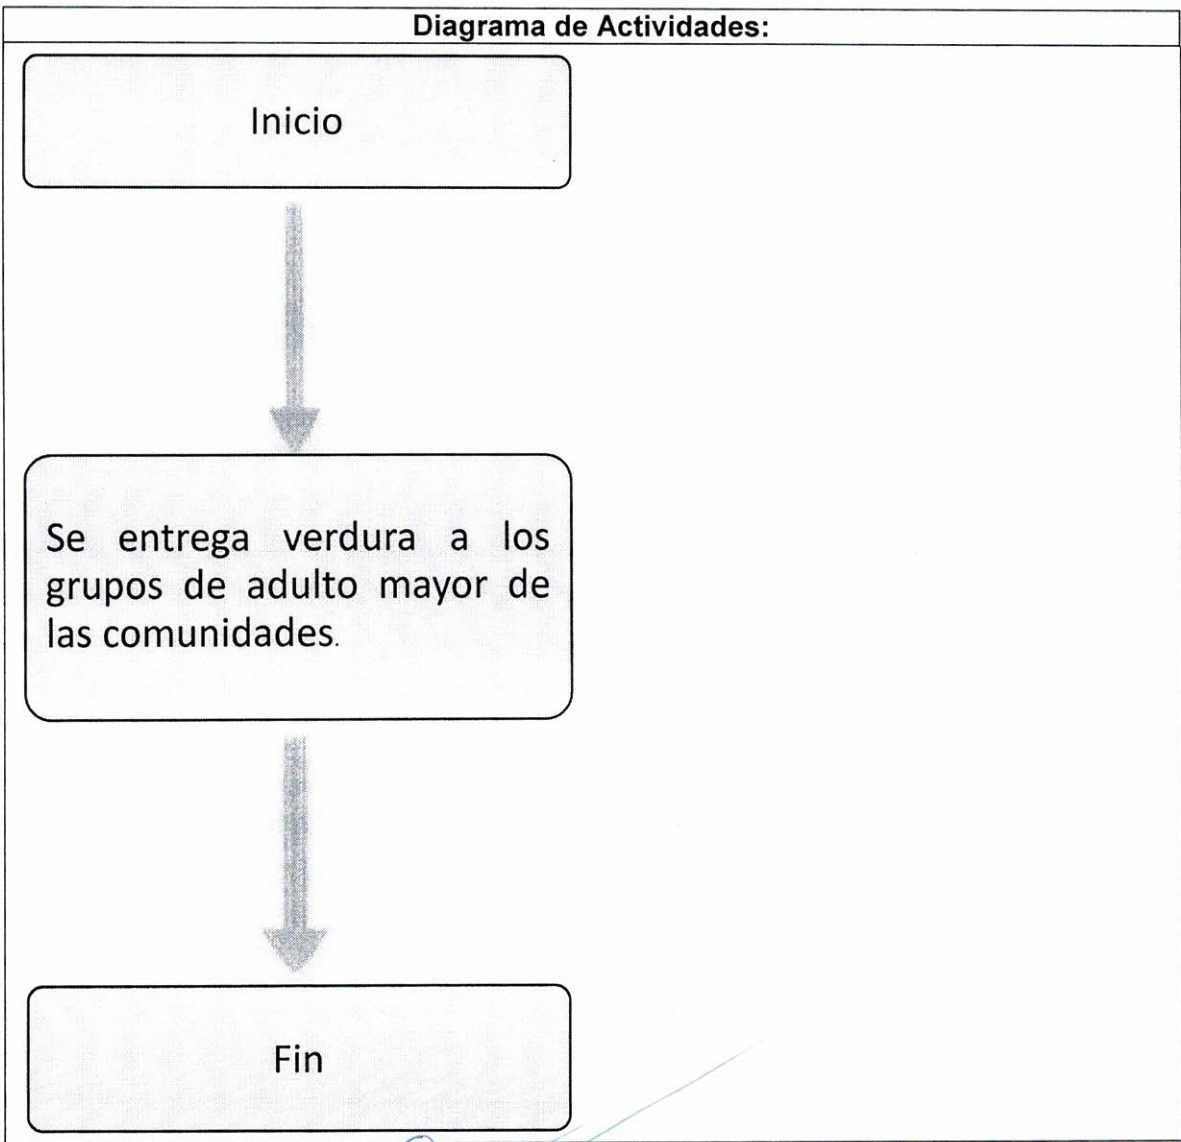 Diagrama de Actividades:
Inicio
Se entrega verdura a los
grupos de adulto mayor de
las comunidades.
Fin